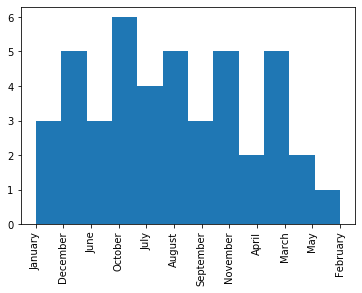 6
5
4
3
2
1
0
January
December
June
October
July
August
September
November
April
March
May
February